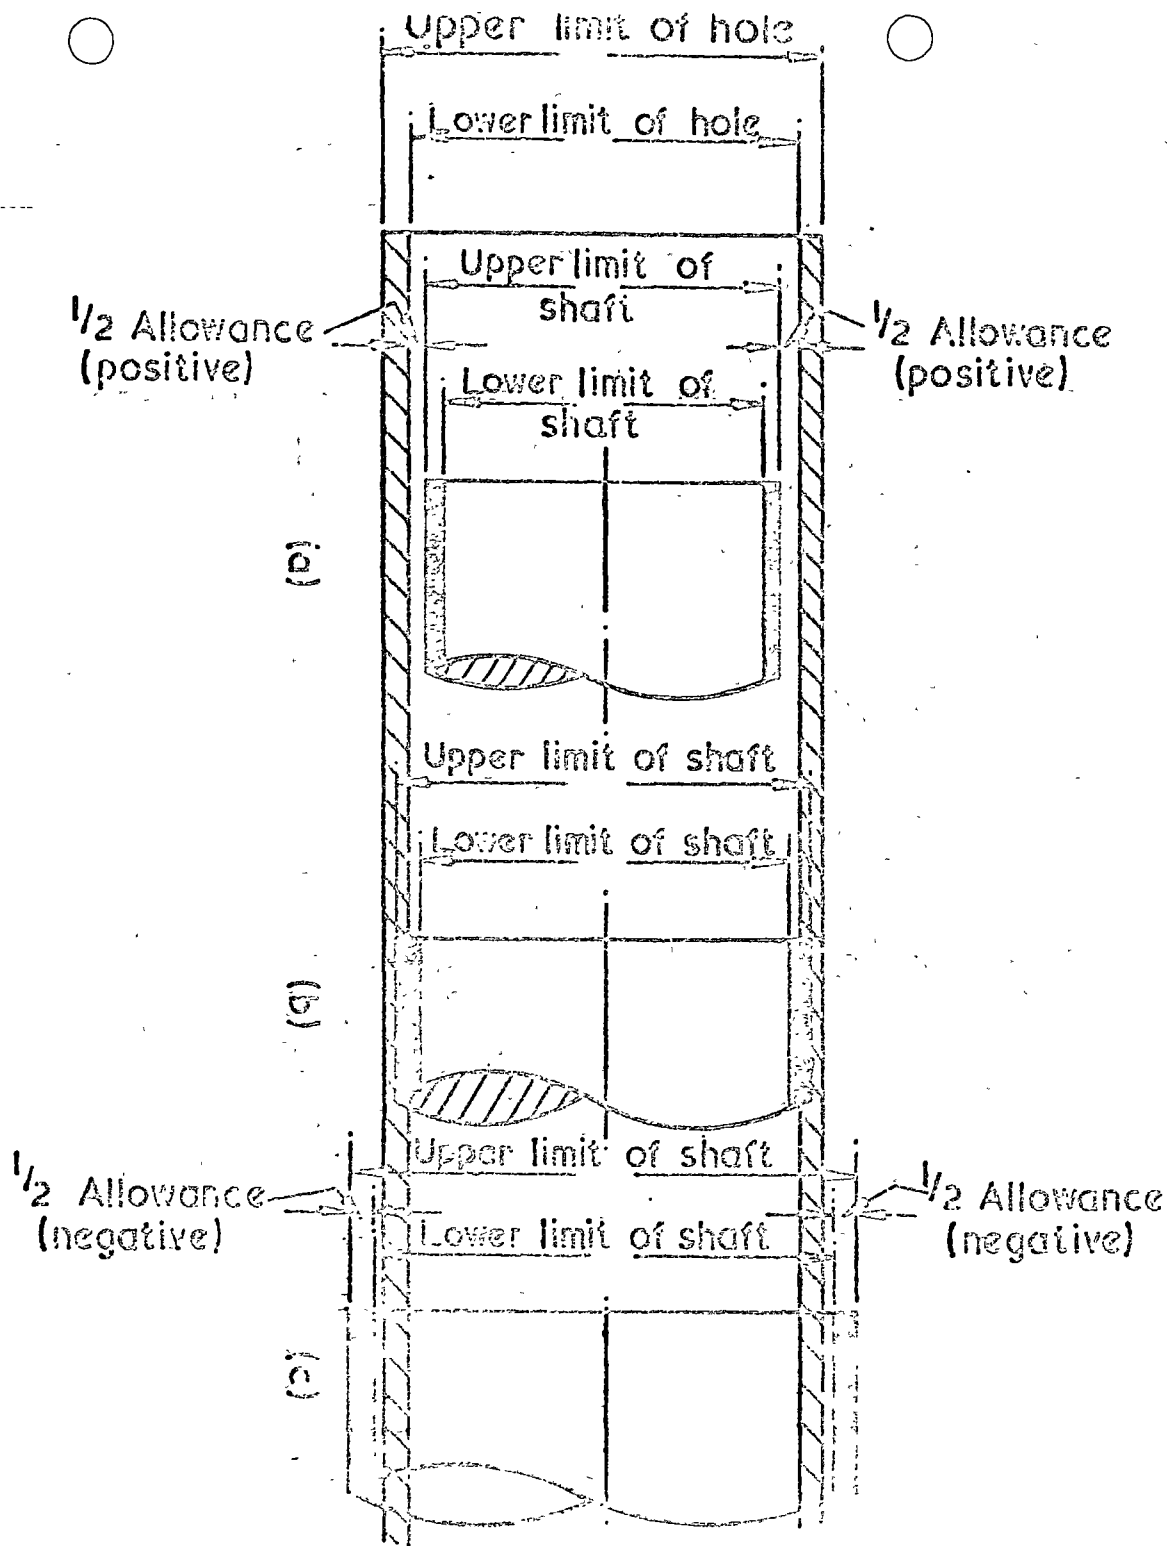 Upper limit of hole
Lower limit of hole
Upper limit of
shaft
1/2 Allowance
(positive)
1/2 Allowance
(positive)
Lower limit of
shaft
(a)
Upper limit of shaft
Lower limit of shaft
(b)
Upper limit of shaft
1/2 Allowance
(negative)
1/2 Allowance
(negative)
Lower limit of shaft
(c)